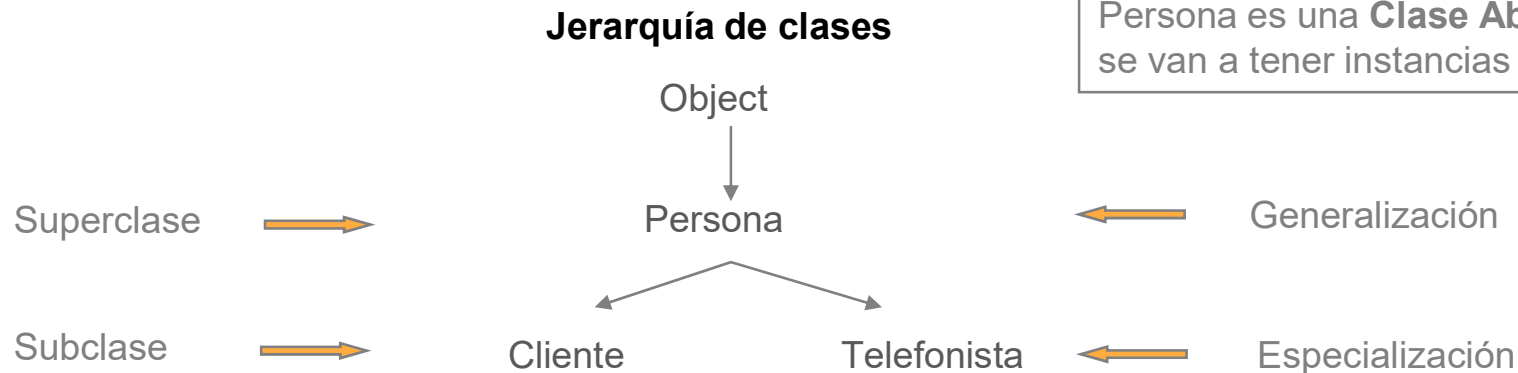 Jerarquía de clases
Persona es una Clase
se van a tener instancias
Object
Superclase
Persona
Generalización
Subclase
Cliente
Telefonista
Especialización